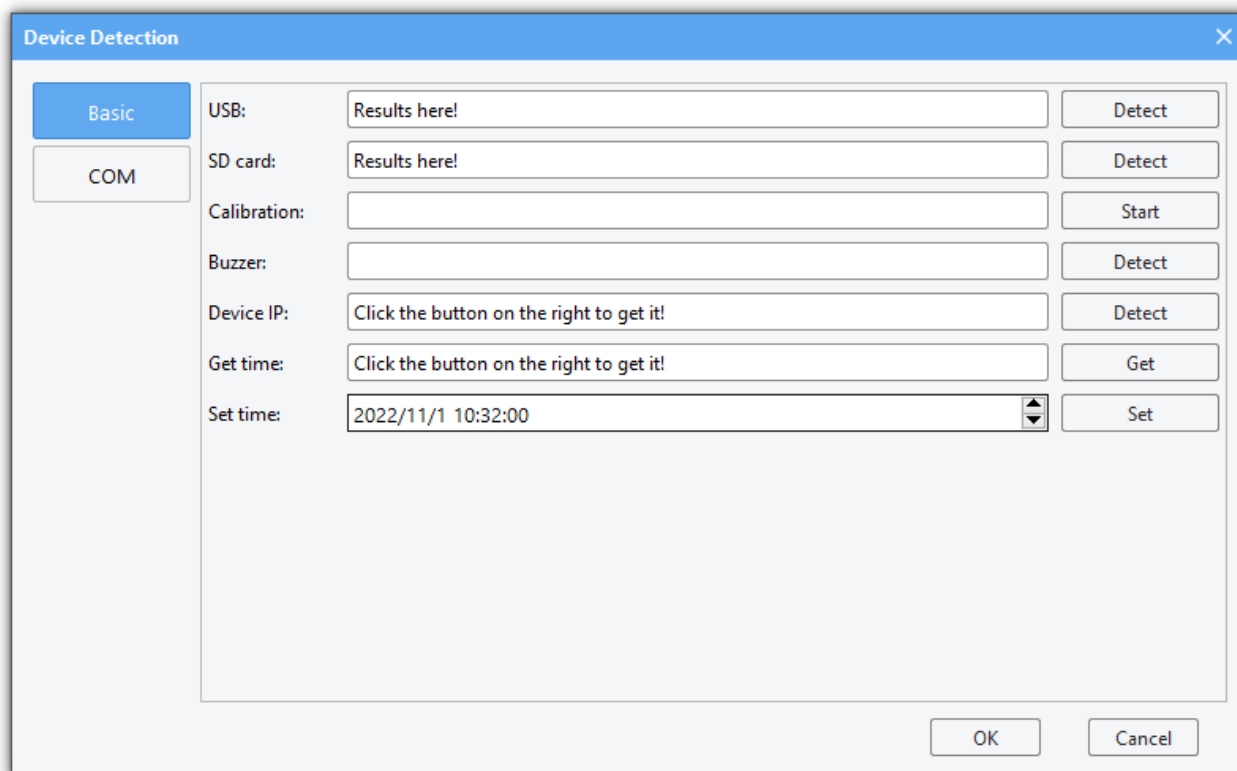 Device Detection
Basic
COM
USB: Results here! Detect
SD card: Results here! Detect
Calibration: Start
Buzzer: Detect
Device IP: Click the button on the right to get it! Detect
Get time: Click the button on the right to get it! Get
Set time: 2022/11/1 10:32:00 Set
OK Cancel